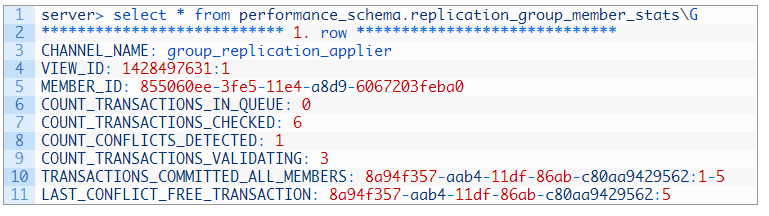 1 server> select * from performance_schema.replication_group_member_stats\G
2 *************************** 1. row ***************************
3 CHANNEL_NAME: group_replication_applier
4 VIEW_ID: 1428497631:1
5 MEMBER_ID: 855060ee-3fe5-11e4-a8d9-6067203feba0
6 COUNT_TRANSACTIONS_IN_QUEUE: 0
7 COUNT_TRANSACTIONS_CHECKED: 6
8 COUNT_CONFLICTS_DETECTED: 1
9 COUNT_TRANSACTIONS_VALIDATING: 3
10 TRANSACTIONS_COMMITTED_ALL_MEMBERS: 8a94f357-aab4-11df-86ab-c80aa9429562:1-5
11 LAST_CONFLICT_FREE_TRANSACTION: 8a94f357-aab4-11df-86ab-c80aa9429562:5